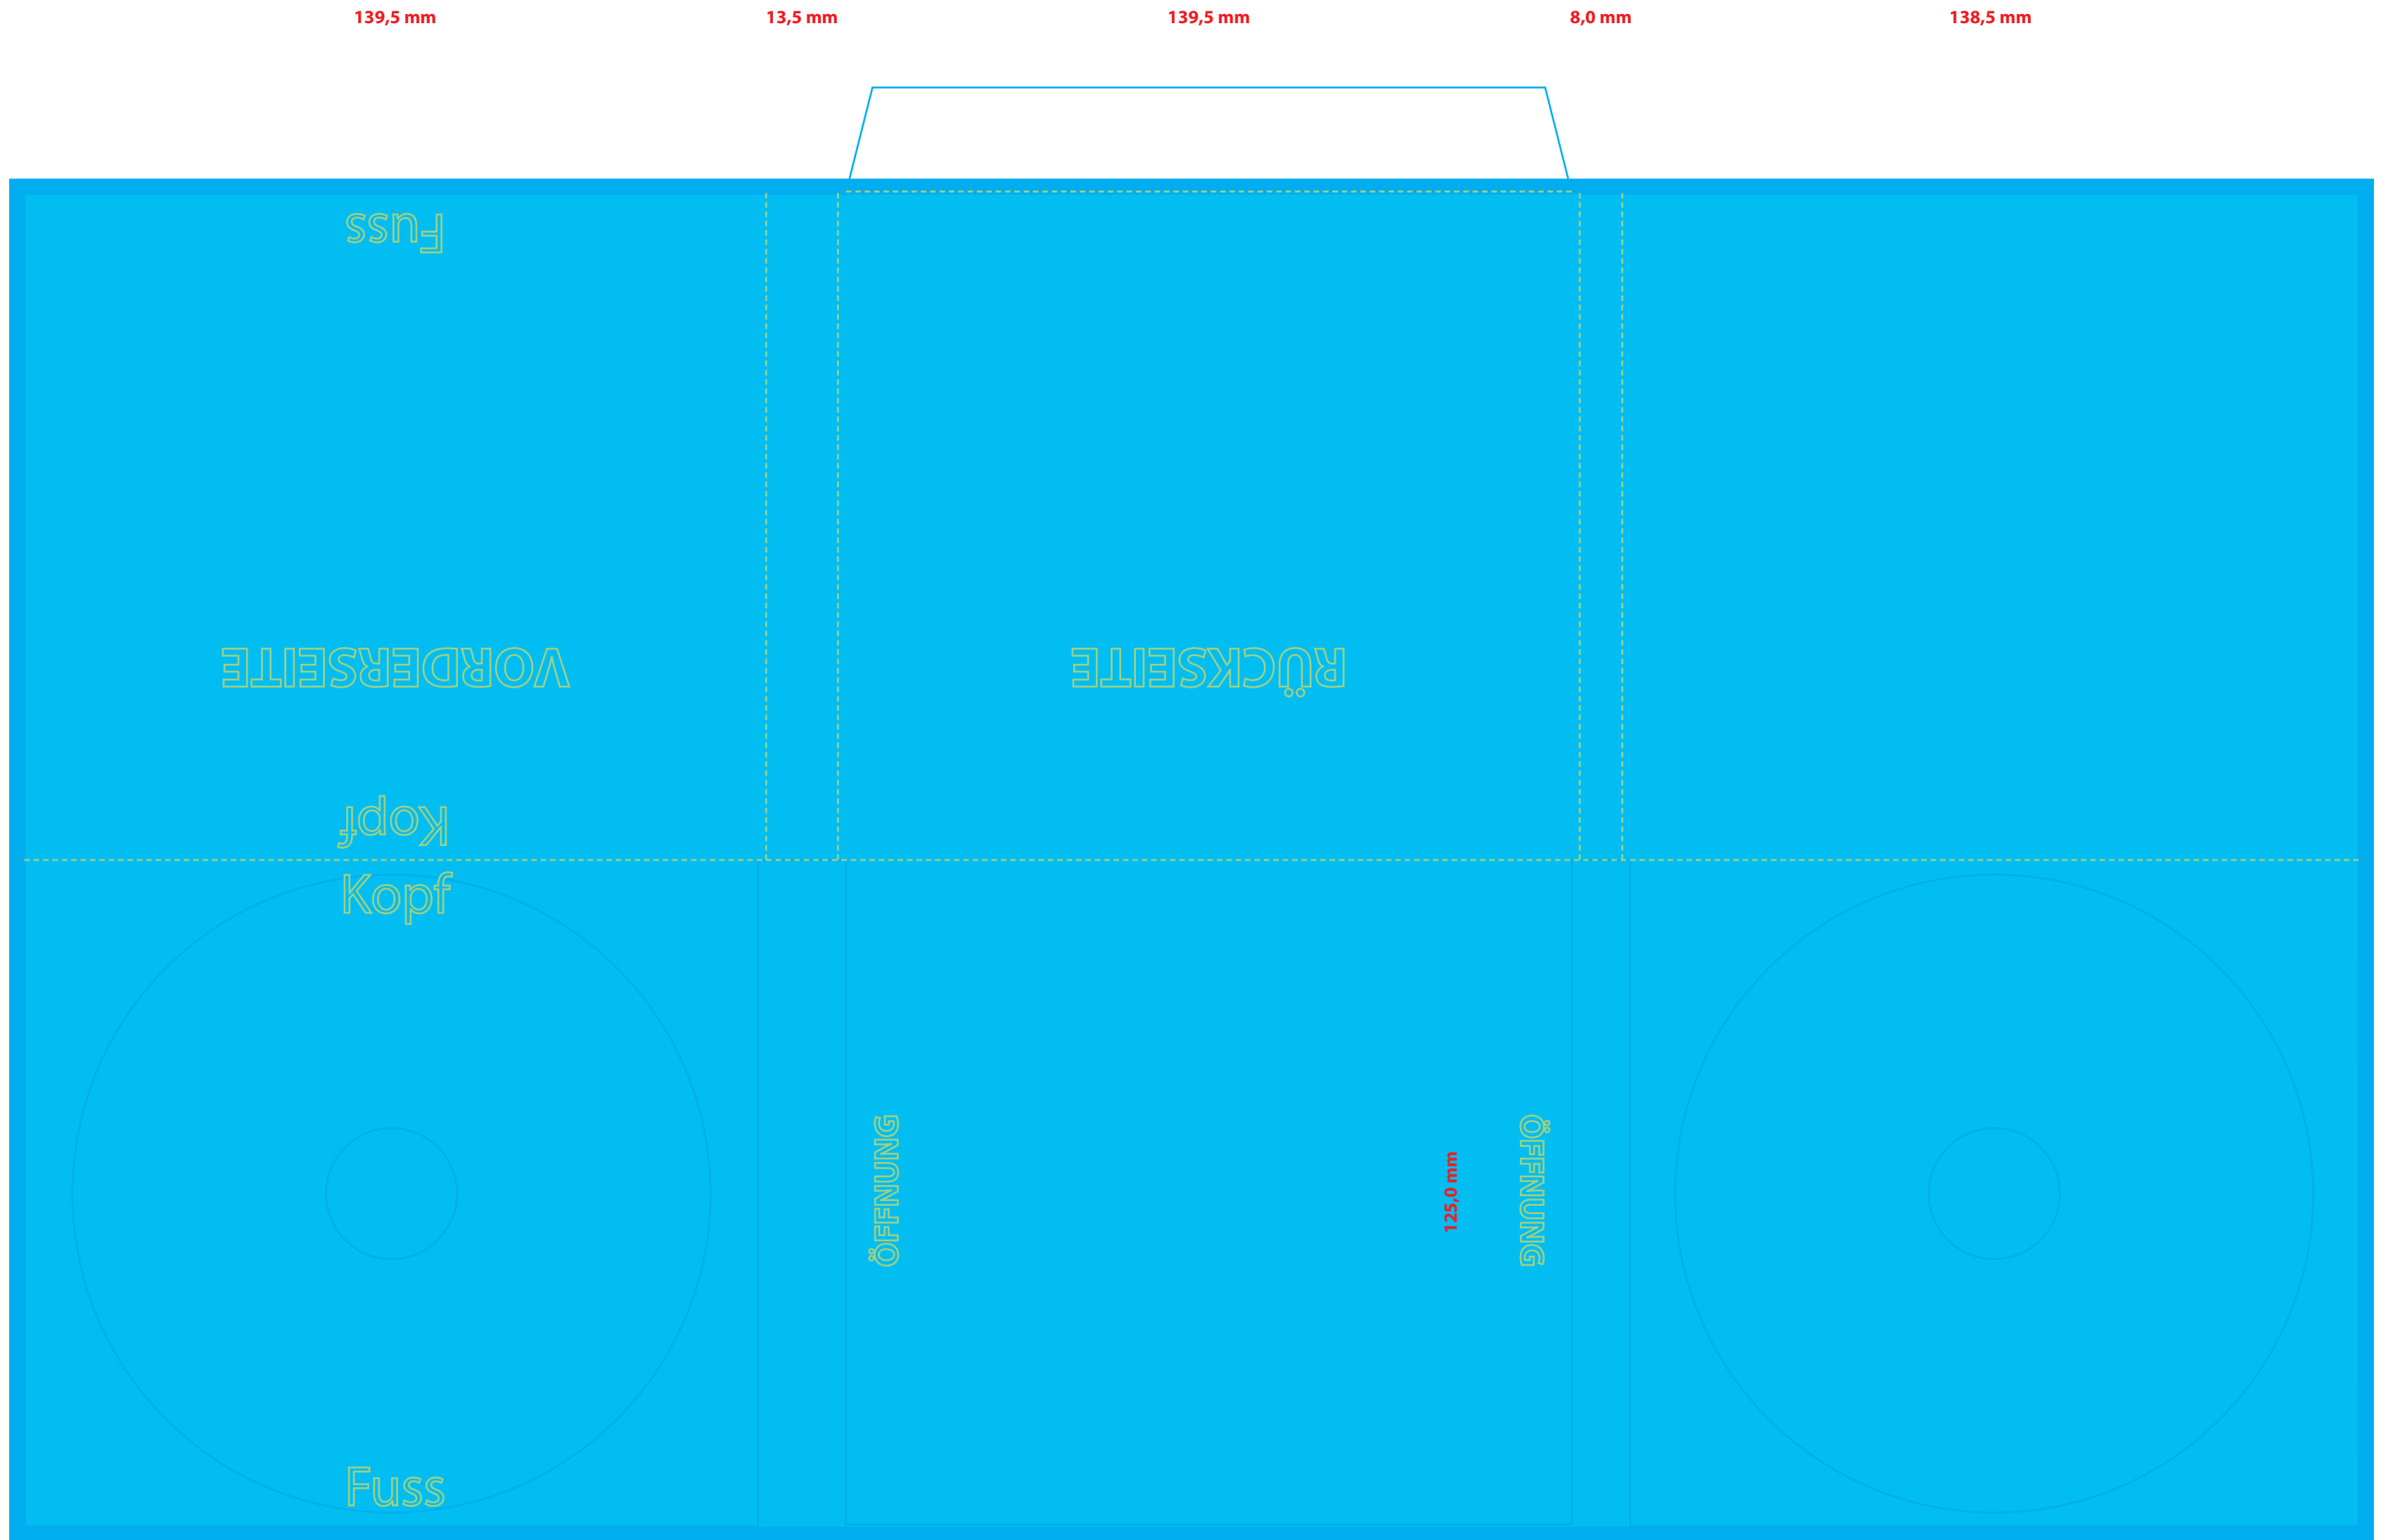 139,5 mm
13,5 mm
139,5 mm
8,0 mm
138,5 mm
Fuss
VORDERSEITE
RÜCKSEITE
Kopf
Kopf
ÖFFNUNG
125,0 mm
ÖFFNUNG
Fuss